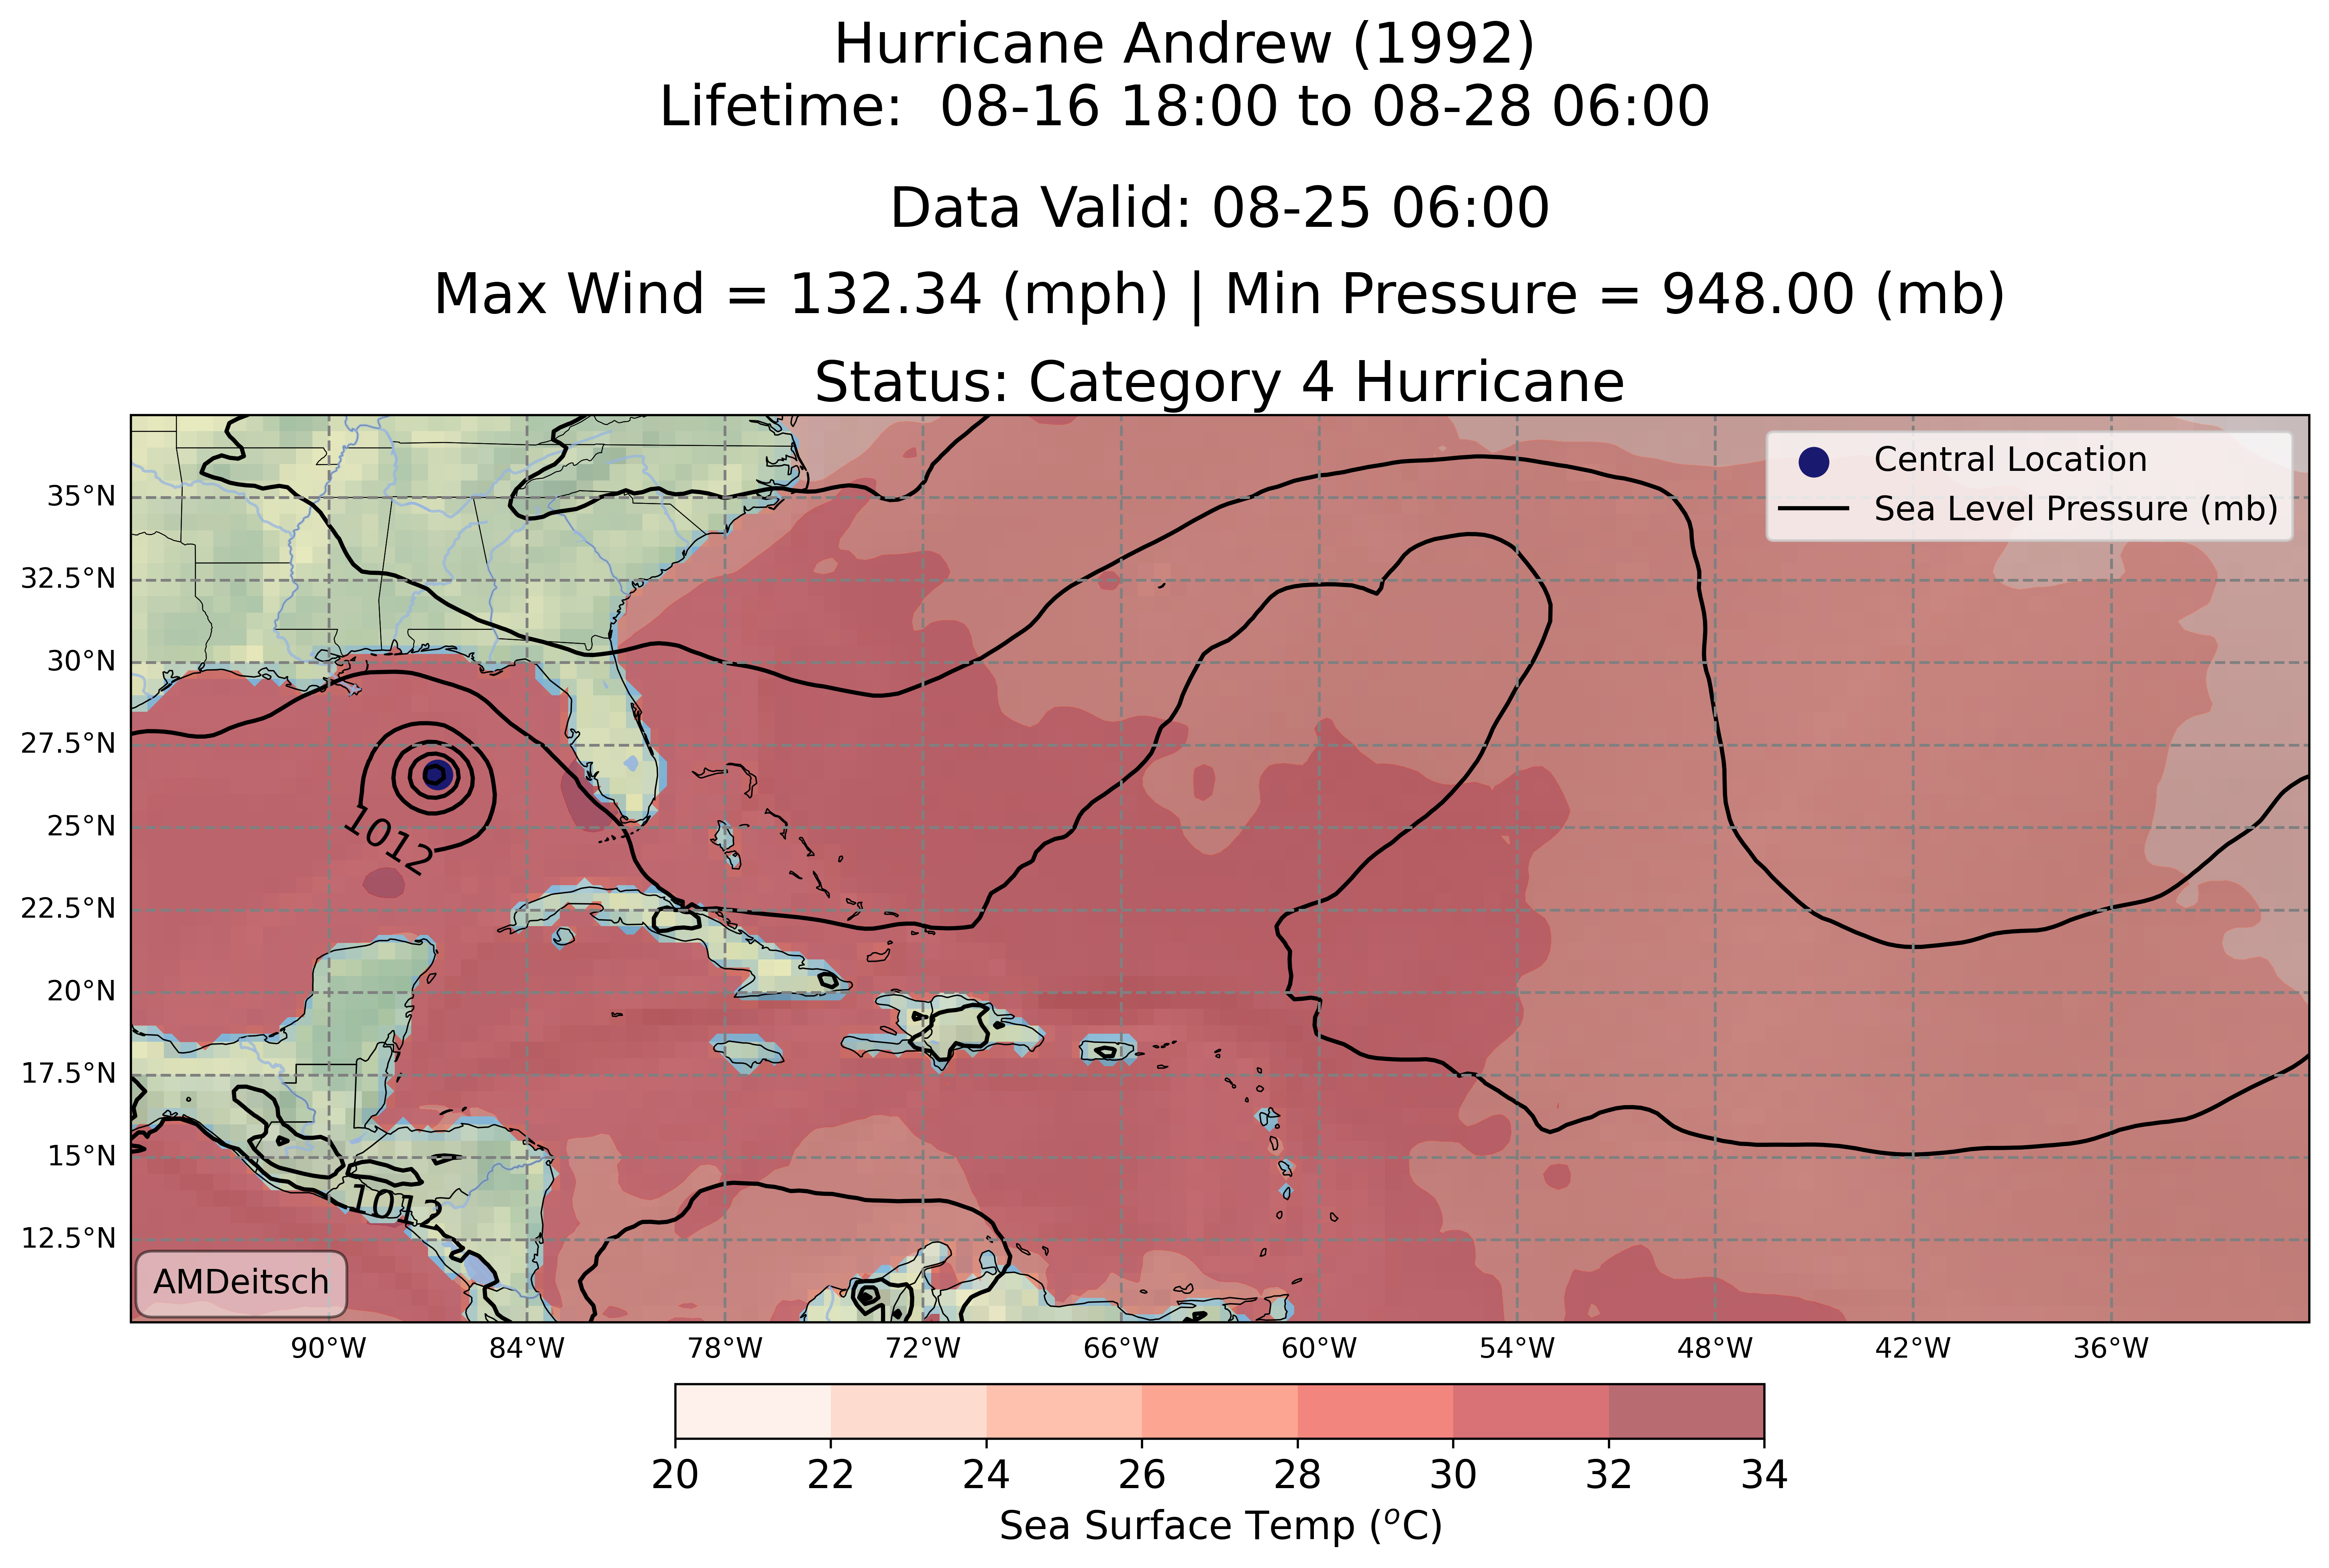 Hurricane Andrew (1992)
Lifetime:  08-16 18:00 to 08-28 06:00
Data Valid: 08-25 06:00
Max Wind = 132.34 (mph) | Min Pressure = 948.00 (mb)
Status: Category 4 Hurricane
Central Location
Sea Level Pressure (mb)
35°N
32.5°N
30°N
27.5°N
25°N
22.5°N
20°N
17.5°N
15°N
12.5°N
1012
1012
AMDeitsch
90°W 84°W 78°W 72°W 66°W 60°W 54°W 48°W 42°W 36°W
20 22 24 26 28 30 32 34
Sea Surface Temp (°C)